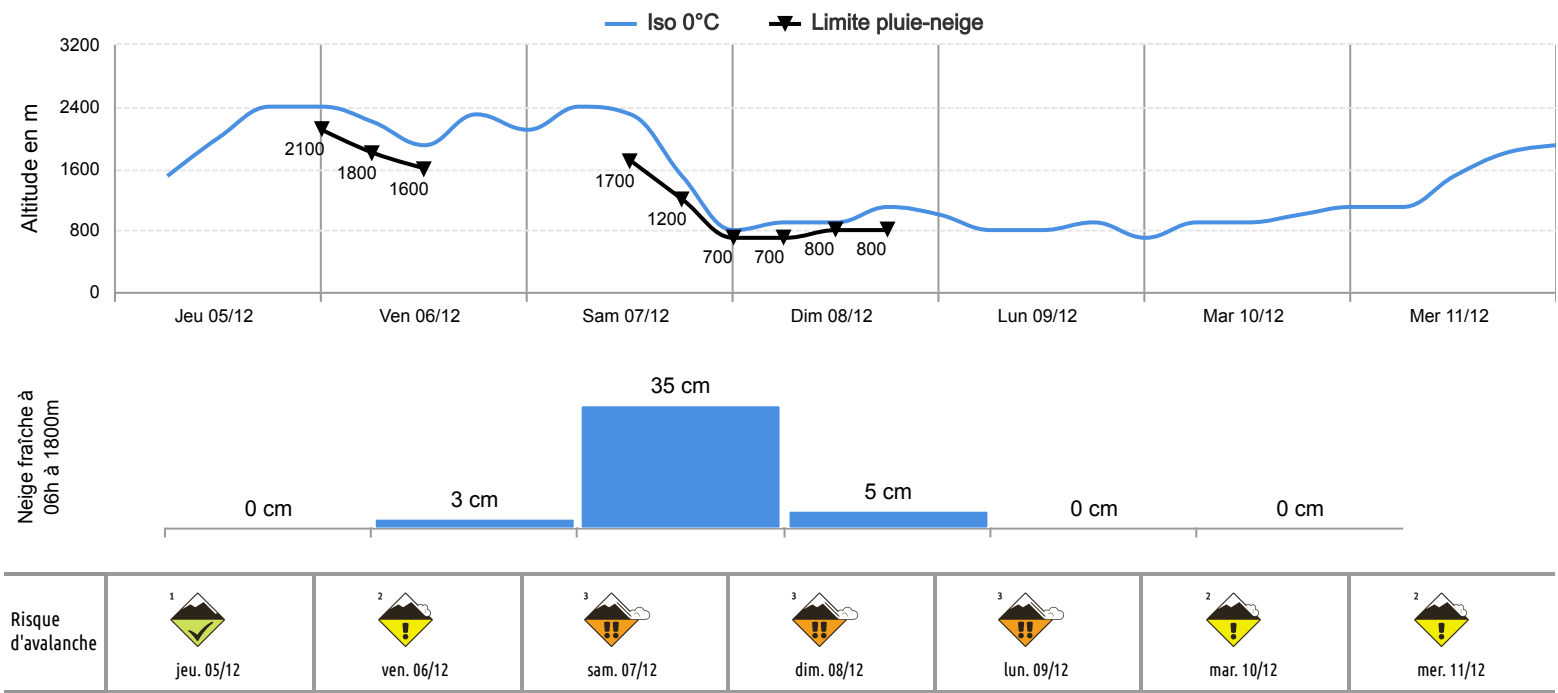 Iso 0°C Limite pluie-neige
Altitude en m
3200
2400
1600
800
0
2100
1800
1600
1700
1200
700
700
800
800
Jeu 05/12 Ven 06/12 Sam 07/12 Dim 08/12 Lun 09/12 Mar 10/12 Mer 11/12
Neige fraîche à
06h à 1800m
0 cm 3 cm 35 cm 5 cm 0 cm 0 cm
Risque
d'avalanche
1 2 3 3 3 2 2
! !! !! !! ! !
jeu. 05/12 ven. 06/12 sam. 07/12 dim. 08/12 lun. 09/12 mar. 10/12 mer. 11/12